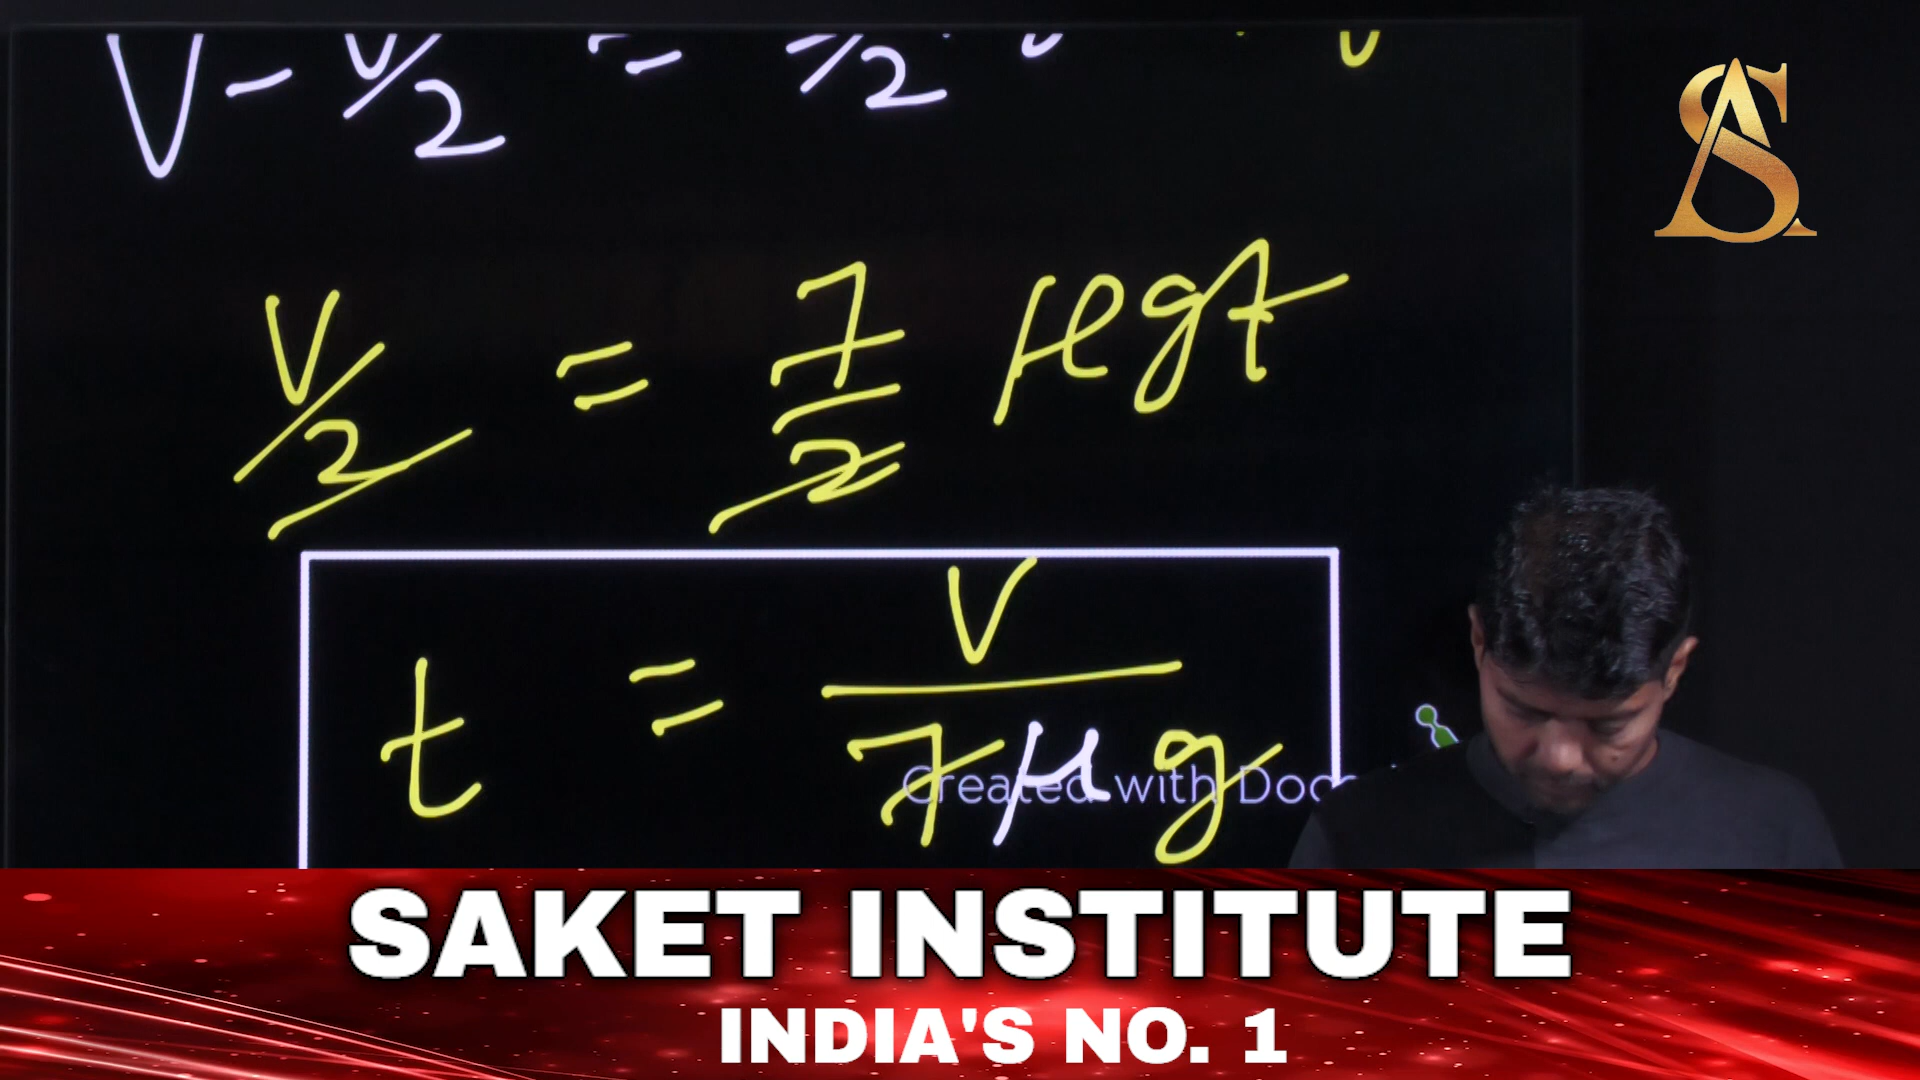 V - V/2 = /2
V/2 = 7/2 μgt
t = V / 7μg
Created with Doc
SAKET INSTITUTE
INDIA'S NO. 1